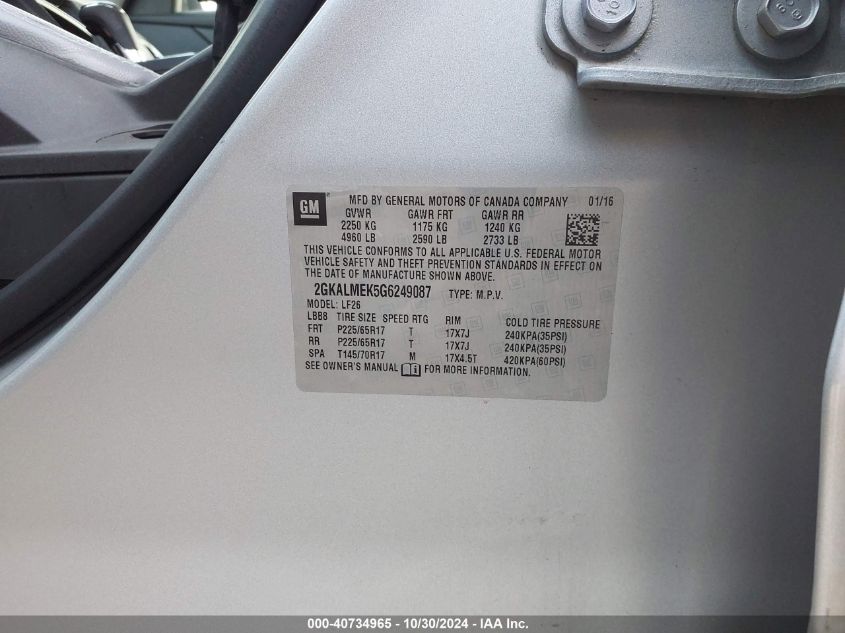 GM
MFD BY GENERAL MOTORS OF CANADA COMPANY 01/16
GVWR GAWR FRT GAWR RR
2250 KG 1175 KG 1240 KG
4960 LB 2590 LB 2733 LB
THIS VEHICLE CONFORMS TO ALL APPLICABLE U.S. FEDERAL MOTOR
VEHICLE SAFETY AND THEFT PREVENTION STANDARDS IN EFFECT ON
THE DATE OF MANUFACTURE SHOWN ABOVE.
2GKALMEK5G6249087 TYPE: M.P.V.
MODEL: LF26
LBBB TIRE SIZE SPEED RTG RIM COLD TIRE PRESSURE
FRT P225/65R17 T 17X7J 240KPA(35PSI)
RR P225/65R17 T 17X7J 240KPA(35PSI)
SPA T145/70R17 M 17X4.5T 420KPA(60PSI)
SEE OWNER'S MANUAL FOR MORE INFORMATION.
000-40734965 - 10/30/2024 - IAA Inc.